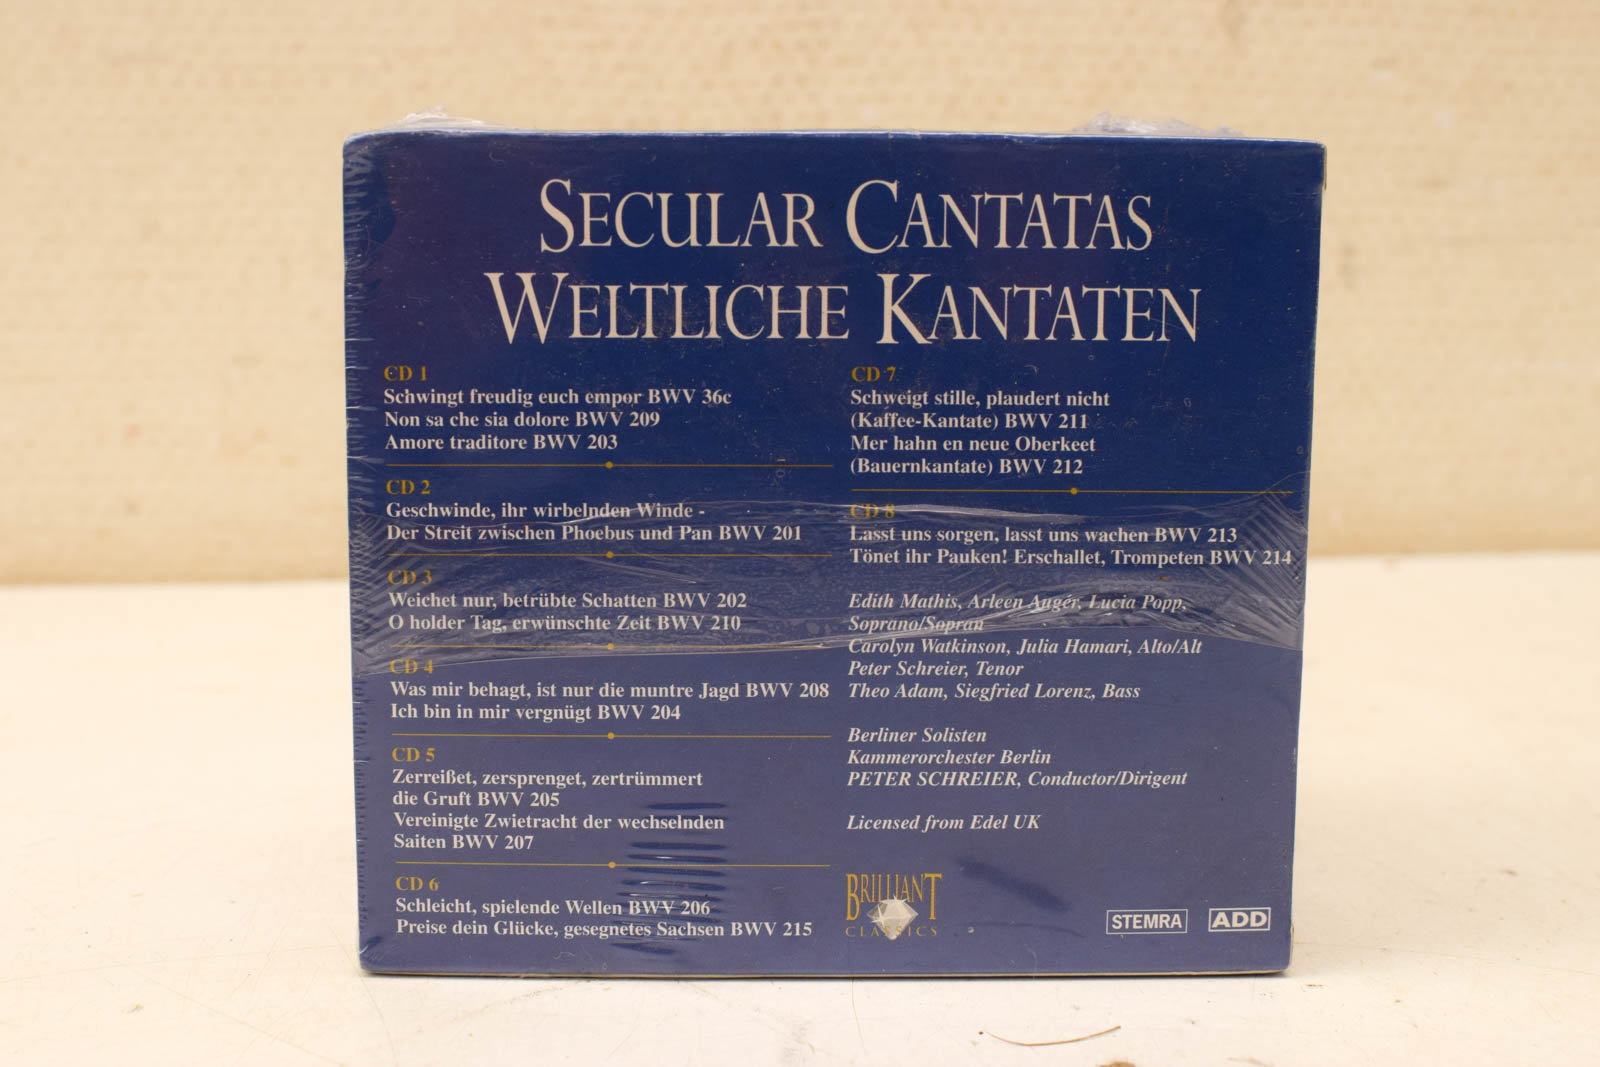 SECULAR CANTATAS
WELTLICHE KANTATEN
CD 1
Schwingt freudig euch empor BWV 36c
Non sa che sia dolore BWV 209
Amore traditore BWV 203
CD 2
Geschwinde, ihr wirbelnden Winde -
Der Streit zwischen Phoebus und Pan BWV 201
CD 3
Weichet nur, betrübte Schatten BWV 202
O holder Tag, erwünschte Zeit BWV 210
CD 4
Was mir behagt, ist nur die muntre Jagd BWV 208
Ich bin in mir vergnügt BWV 204
CD 5
Zerreißet, zersprenget, zertrümmert
die Gruft BWV 205
Vereinigte Zwietracht der wechselnden
Saiten BWV 207
CD 6
Schleicht, spielende Wellen BWV 206
Preise dein Glücke, gesegnetes Sachsen BWV 215
CD 7
Schweigt stille, plaudert nicht
(Kaffee-Kantate) BWV 211
Mer hahn en neue Oberkeet
(Bauernkantate) BWV 212
CD 8
Lasst uns sorgen, lasst uns wachen BWV 213
Tönet ihr Pauken! Erschallet, Trompeten BWV 214
Edith Mathis, Arleen Augér, Lucia Popp,
Soprano/Sopran
Carolyn Watkinson, Julia Hamari, Alto/Alt
Peter Schreier, Tenor
Theo Adam, Siegfried Lorenz, Bass
Berliner Solisten
Kammerorchester Berlin
PETER SCHREIER, Conductor/Dirigent
Licensed from Edel UK
BRILLIANT
CLASSICS
STEMRA
ADD